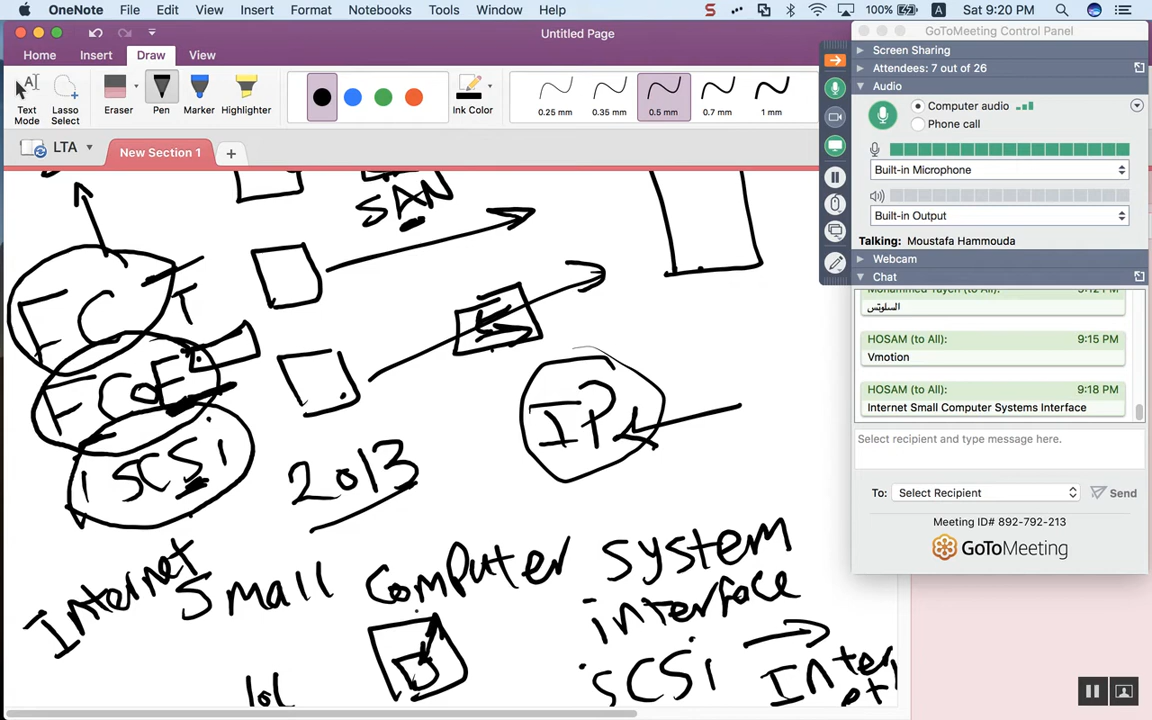 OneNote File Edit View Insert Format Notebooks Tools Window Help 100% A Sat 9:20 PM
Untitled Page
Home Insert Draw View
Text Mode
Lasso Select
Eraser
Pen
Marker
Highlighter
Ink Color
0.25 mm
0.35 mm
0.5 mm
0.7 mm
1 mm
LTA
New Section 1
SAN
FC
T
FCoE
iSCSi
2013
IP
Internet Small Computer system
interface
iSCSi
lol
GoToMeeting Control Panel
Screen Sharing
Attendees: 7 out of 26
Audio
Computer audio
Phone call
Built-in Microphone
Built-in Output
Talking: Moustafa Hammouda
Webcam
Chat
HOSAM (to All): 9:15 PM
Vmotion
HOSAM (to All): 9:18 PM
Internet Small Computer Systems Interface
Select recipient and type message here.
To: Select Recipient Send
Meeting ID# 892-792-213
GoToMeeting